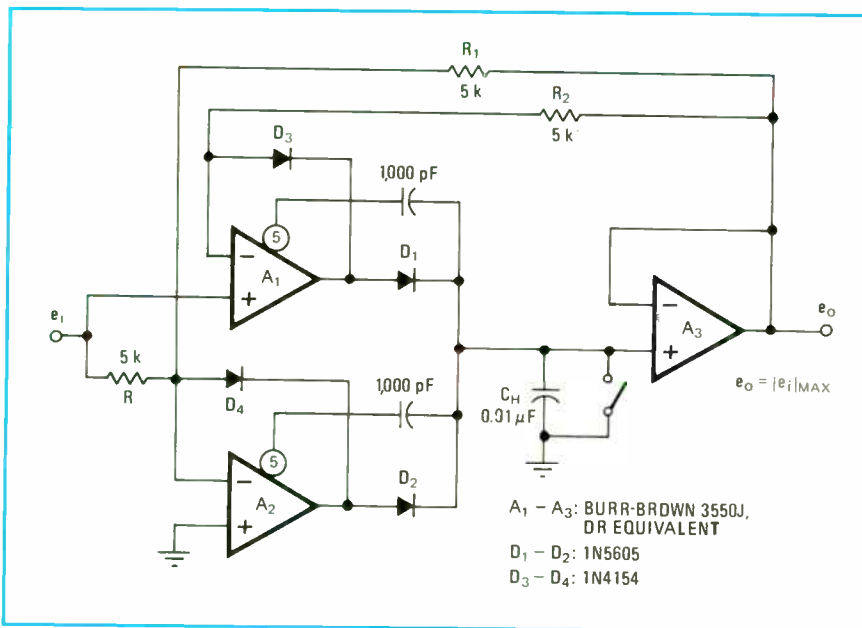 R1
5 k
R2
5 k
D3
1,000 pF
5
−
A1
+
D1
ei
5 k
R
D4
1,000 pF
5
−
A2
+
D2
CH
0.01 µF
−
A3
+
eo
eo = |ei|MAX
A1 – A3: BURR-BROWN 3550J,
OR EQUIVALENT
D1 – D2: 1N5605
D3 – D4: 1N4154